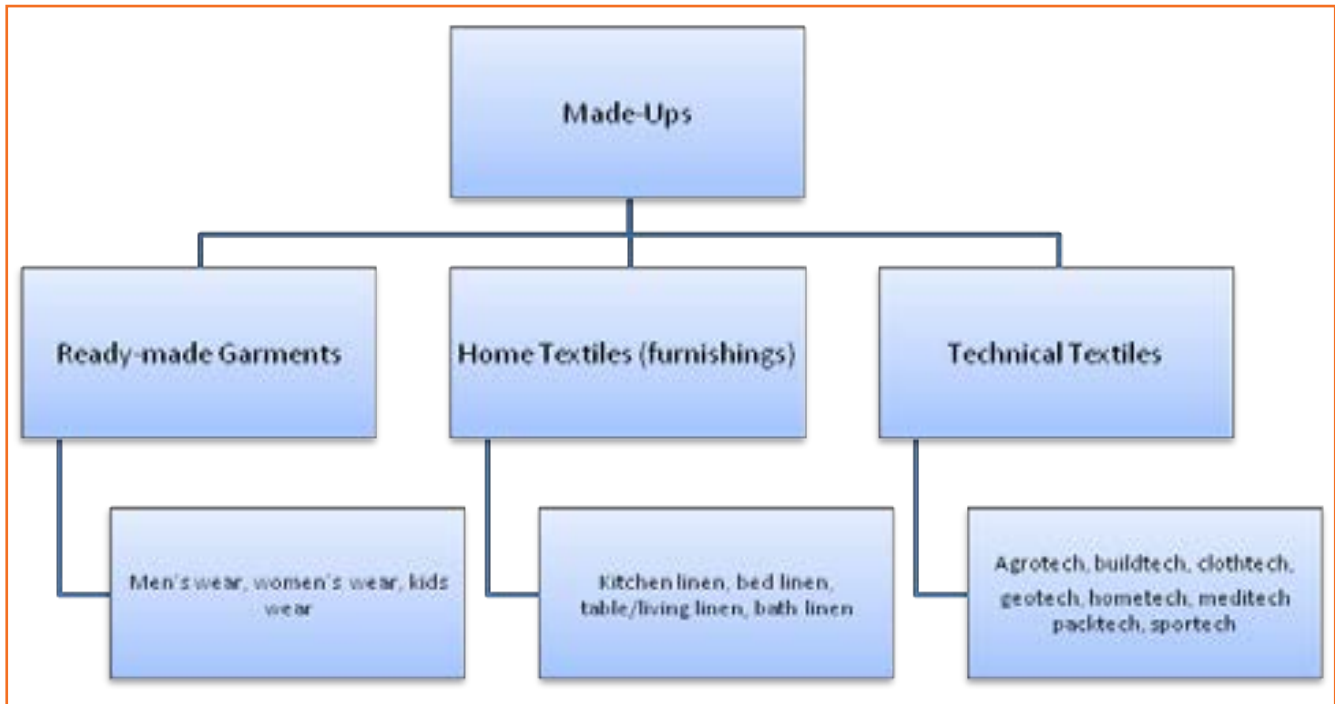 Made-Ups
Ready-made Garments
Home Textiles (furnishings)
Technical Textiles
Men's wear, women's wear, kids
wear
Kitchen linen, bed linen,
table/living linen, bath linen
Agrotech, buildtech, clothtech,
geotech, hometech, meditech
packtech, sportech